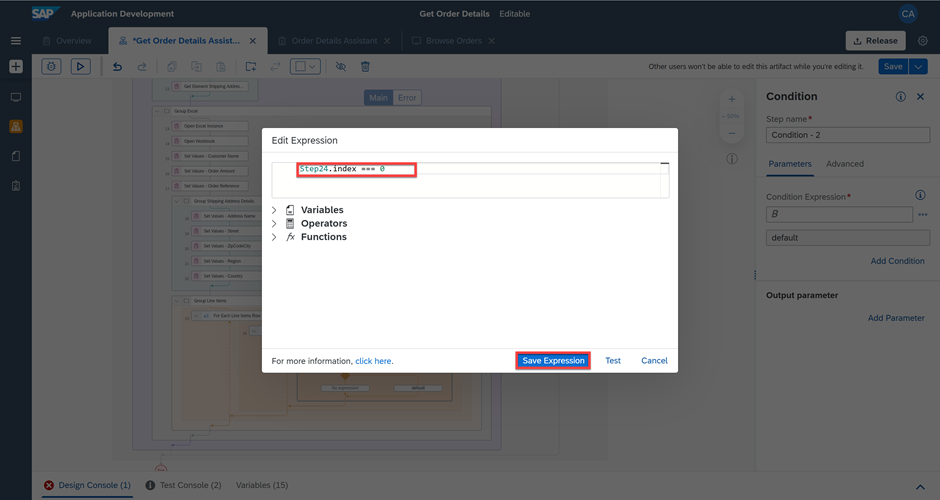 SAP Application Development Get Order Details Editable CA
Overview *Get Order Details Assist... Order Details Assistant Browse Orders Release
Other users won't be able to edit this artifact while you're editing it. Save
Main Error
Get Element Shipping Addres...
Group Excel
Open Excel Instance
Open Workbook
Set Values - Customer Name
Set Values - Order Amount
Set Values - Order Reference
Group Shipping Address Details
Set Values - Address Name
Set Values - Street
Set Values - ZipCodeCity
Set Values - Region
Set Values - Country
Group Line Items
For Each Line Items Row
default
Edit Expression
Step24.index === 0
Variables
Operators
Functions
For more information, click here.
Save Expression Test Cancel
Condition
Step name*
Condition - 2
Parameters Advanced
Condition Expression*
default
Add Condition
Output parameter
Add Parameter
Design Console (1) Test Console (2) Variables (15)